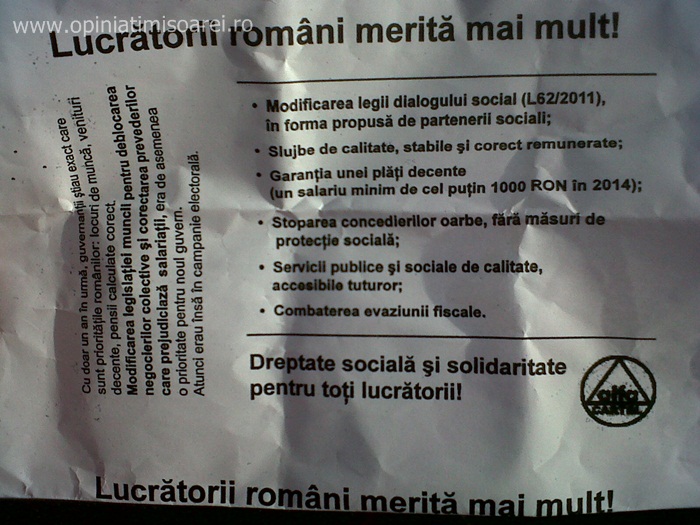 www.opiniatimisoarei.ro
Lucrătorii români merită mai mult!
Cu doar un an în urmă, guvernanții știau exact care
sunt prioritățile românilor: locuri de muncă, venituri
decente, pensii calculate corect.
Modificarea legislației muncii pentru deblocarea
negocierilor colective și corectarea prevederilor
care prejudiciază salariații, era de asemenea
o prioritate pentru noul guvern.
Atunci erau însă în campanie electorală.
• Modificarea legii dialogului social (L62/2011),
în forma propusă de partenerii sociali;
• Slujbe de calitate, stabile și corect remunerate;
• Garanția unei plăți decente
(un salariu minim de cel puțin 1000 RON în 2014);
• Stoparea concedierilor oarbe, fără măsuri de
protecție socială;
• Servicii publice și sociale de calitate,
accesibile tuturor;
• Combaterea evaziunii fiscale.
Dreptate socială și solidaritate
pentru toți lucrătorii!
alfa
CARTEL
Lucrătorii români merită mai mult!